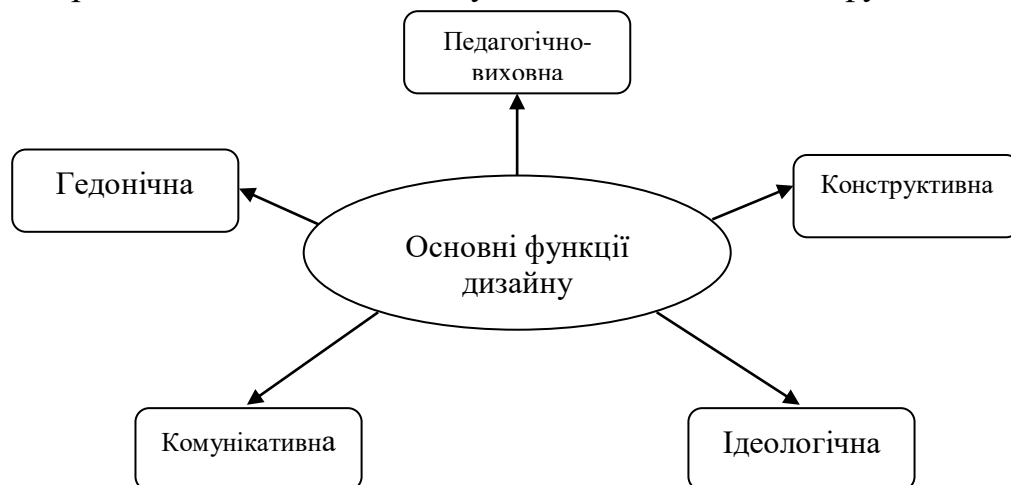 Педагогічно-
виховна
Гедонічна
Конструктивна
Основні функції
дизайну
Комунікативна
Ідеологічна